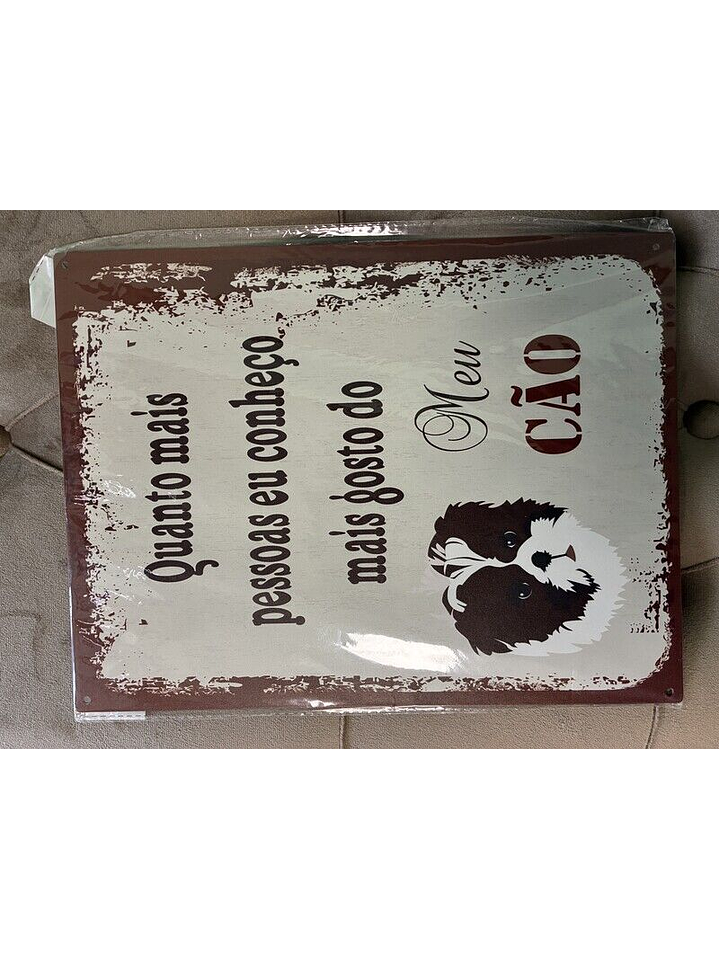 Quanto mais
pessoas eu conheço
mais gosto do
Meu
CÃO